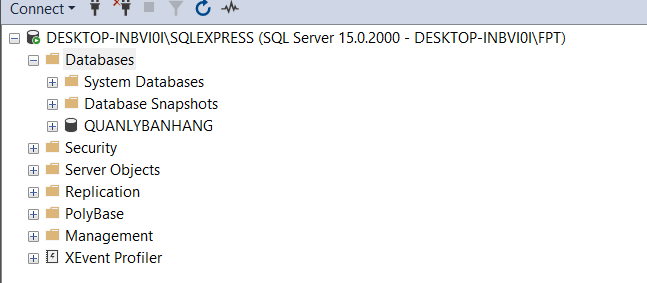 Connect
DESKTOP-INBVI0I\SQLEXPRESS (SQL Server 15.0.2000 - DESKTOP-INBVI0I\FPT)
Databases
System Databases
Database Snapshots
QUANLYBANHANG
Security
Server Objects
Replication
PolyBase
Management
XEvent Profiler